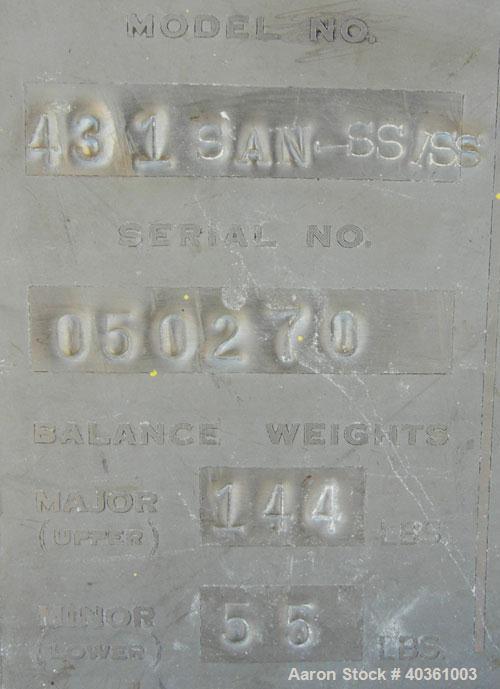 MODEL NO.
431 SAN-SS/SS
SERIAL NO.
050270
BALANCE WEIGHTS
MAJOR 144 LBS.
(UPPER)
MINOR 55 LBS.
(LOWER)
Aaron Stock # 40361003